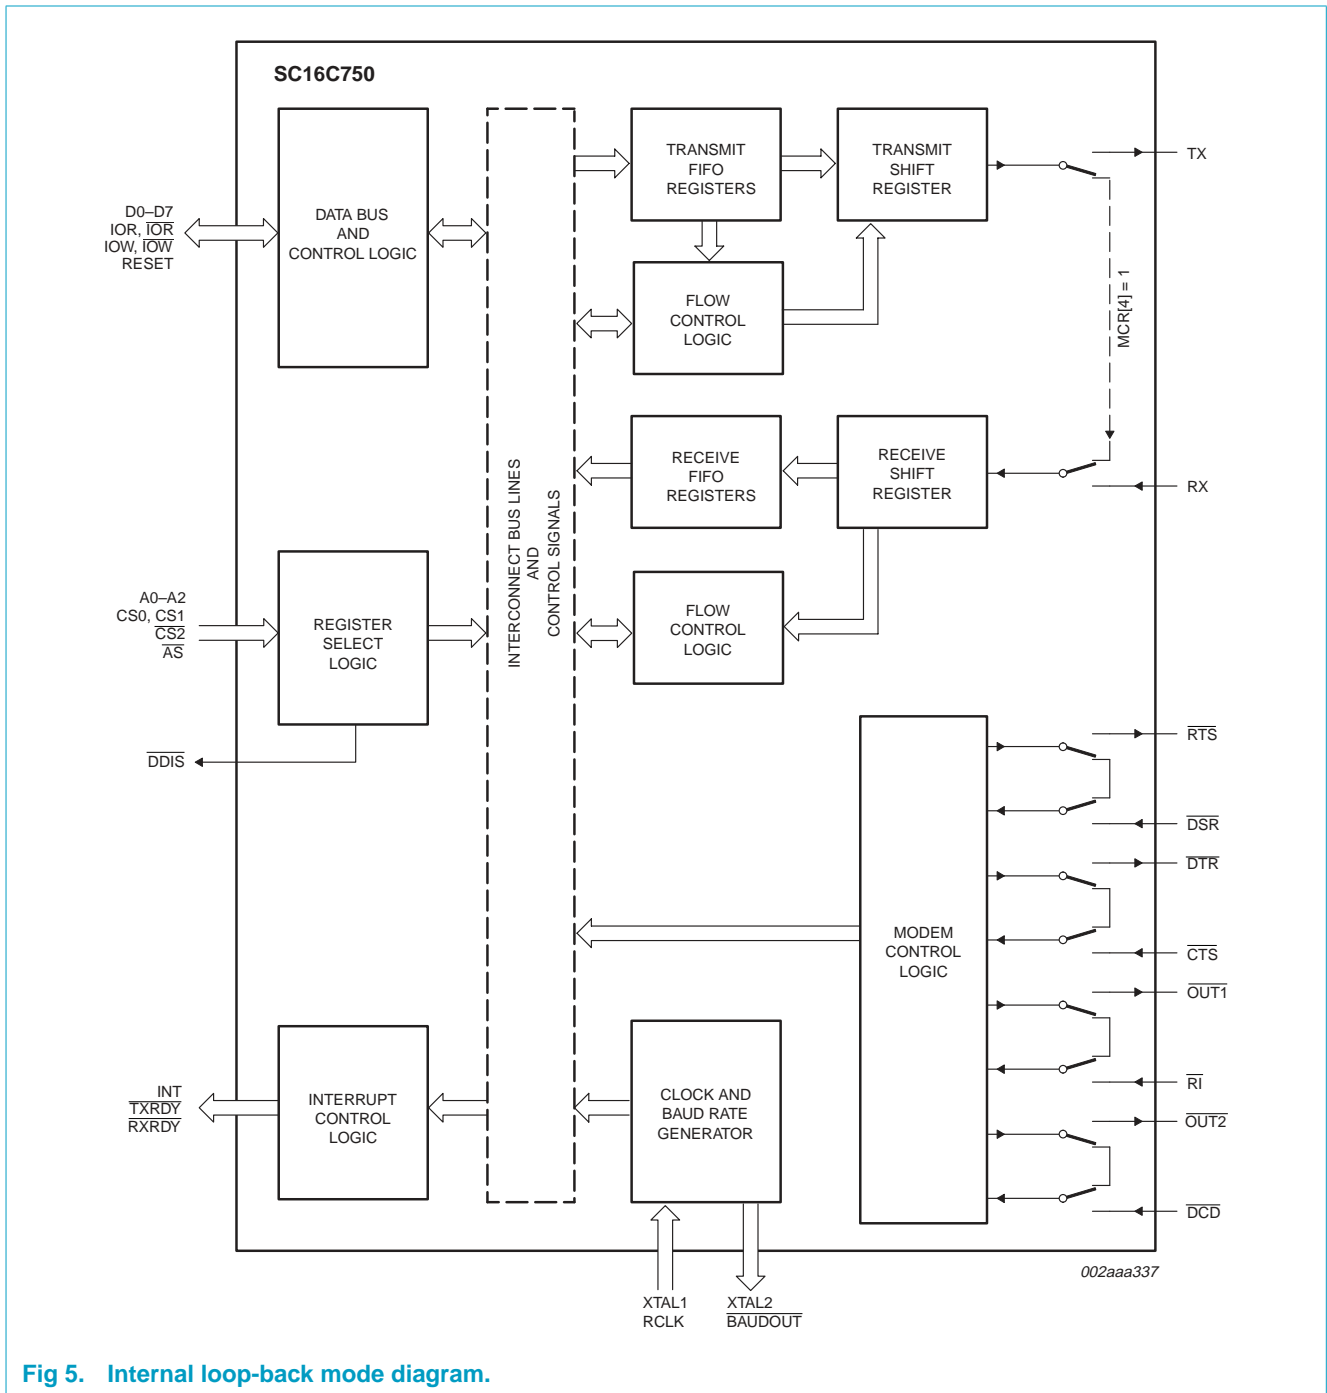 SC16C750
D0–D7
IOR, IOR
IOW, IOW
RESET
DATA BUS
AND
CONTROL LOGIC
TRANSMIT
FIFO
REGISTERS
TRANSMIT
SHIFT
REGISTER
TX
FLOW
CONTROL
LOGIC
MCR[4] = 1
RECEIVE
FIFO
REGISTERS
RECEIVE
SHIFT
REGISTER
RX
INTERCONNECT BUS LINES
AND
CONTROL SIGNALS
A0–A2
CS0, CS1
CS2
AS
REGISTER
SELECT
LOGIC
FLOW
CONTROL
LOGIC
DDIS
RTS
DSR
DTR
MODEM
CONTROL
LOGIC
CTS
OUT1
RI
OUT2
DCD
INT
TXRDY
RXRDY
INTERRUPT
CONTROL
LOGIC
CLOCK AND
BAUD RATE
GENERATOR
XTAL1
RCLK
XTAL2
BAUDOUT
002aaa337
Fig 5. Internal loop-back mode diagram.